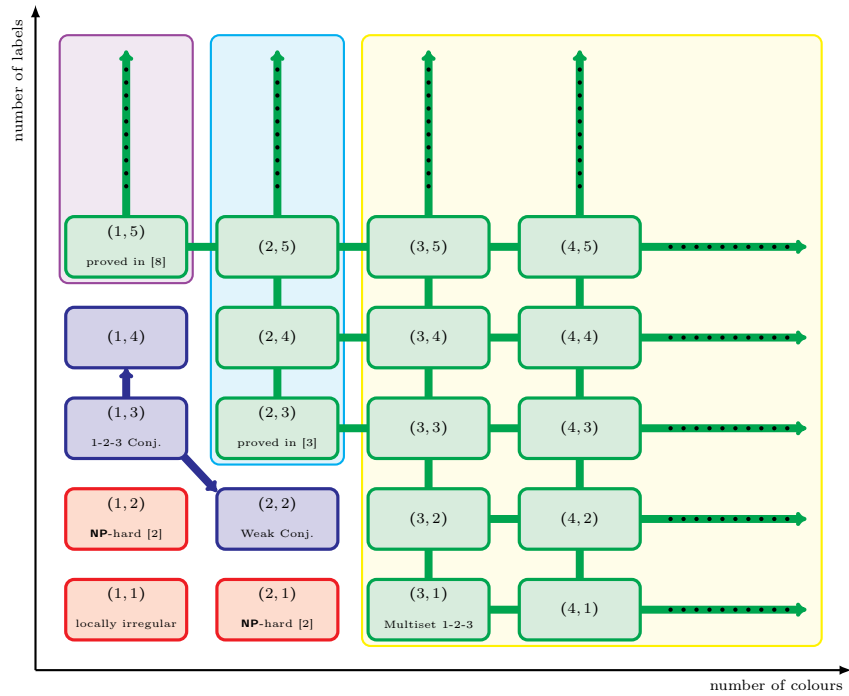 number of labels
(1, 5)
proved in [8]
(2, 5)
(3, 5)
(4, 5)
(1, 4)
(2, 4)
(3, 4)
(4, 4)
(1, 3)
1-2-3 Conj.
(2, 3)
proved in [3]
(3, 3)
(4, 3)
(1, 2)
NP-hard [2]
(2, 2)
Weak Conj.
(3, 2)
(4, 2)
(1, 1)
locally irregular
(2, 1)
NP-hard [2]
(3, 1)
Multiset 1-2-3
(4, 1)
number of colours